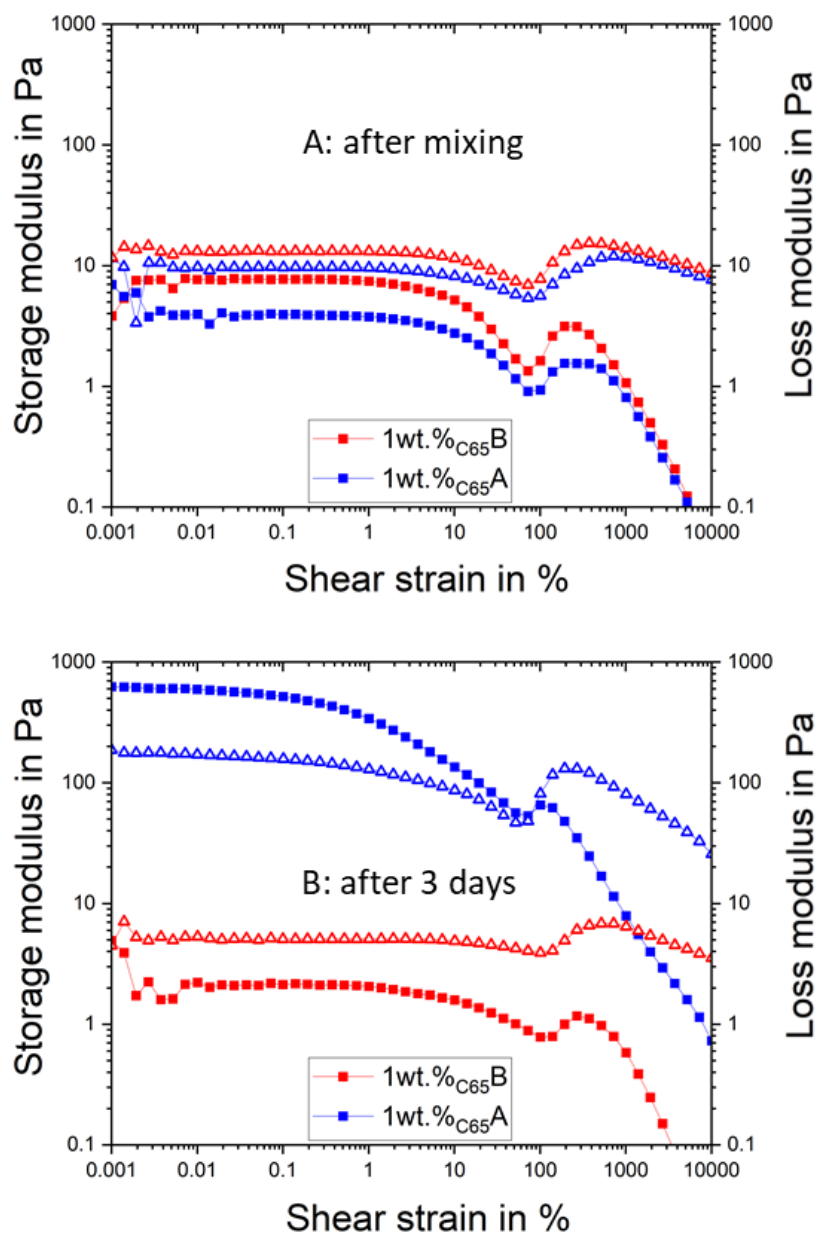 1000
1000
100
100
10
10
1
1
0.1
0.1
Storage modulus in Pa
Loss modulus in Pa
A: after mixing
1wt.%C65B
1wt.%C65A
0.001 0.01 0.1 1 10 100 1000 10000
Shear strain in %
1000
1000
100
100
10
10
1
1
0.1
0.1
Storage modulus in Pa
Loss modulus in Pa
B: after 3 days
1wt.%C65B
1wt.%C65A
0.001 0.01 0.1 1 10 100 1000 10000
Shear strain in %